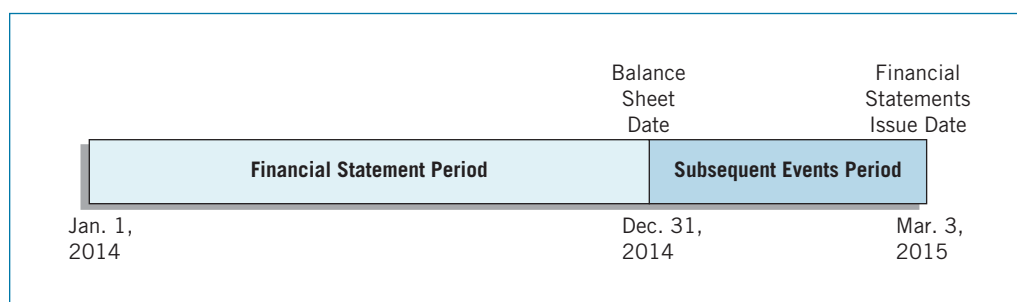 Balance
Sheet
Date
Financial
Statements
Issue Date
Financial Statement Period
Subsequent Events Period
Jan. 1,
2014
Dec. 31,
2014
Mar. 3,
2015